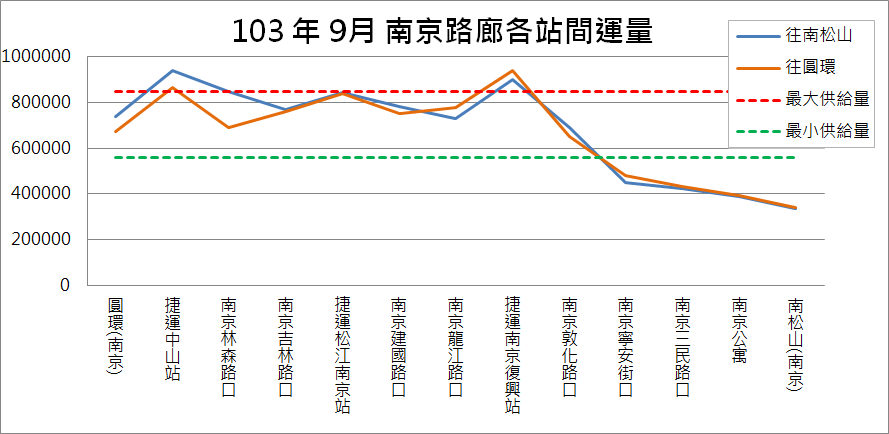 103 年 9月 南京路廊各站間運量
往南松山
往圓環
最大供給量
最小供給量
1000000
800000
600000
400000
200000
0
圓環(南京)
捷運中山站
南京林森路口
南京吉林路口
捷運松江南京站
南京建國路口
南京龍江路口
捷運南京復興站
南京敦化路口
南京寧安街口
南京三民路口
南京公寓
南松山(南京)